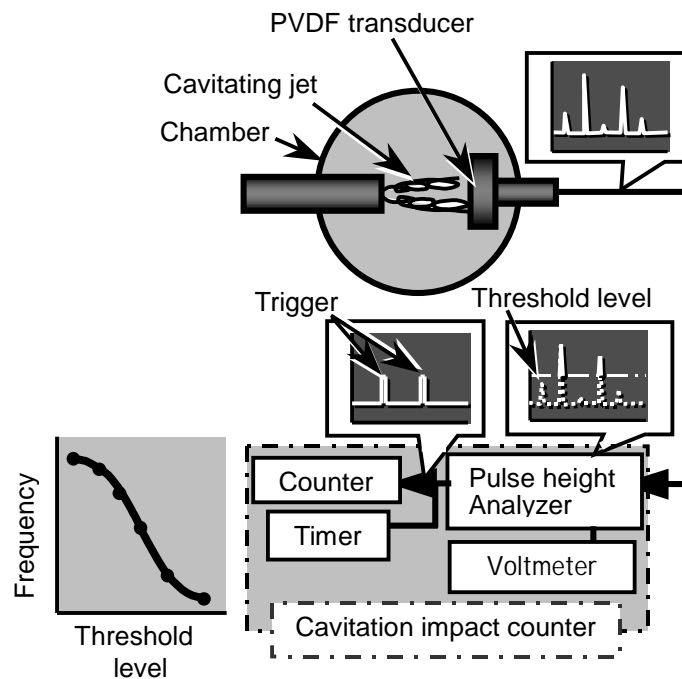 PVDF transducer
Cavitating jet
Chamber
Trigger
Threshold level
Counter
Timer
Pulse height
Analyzer
Voltmeter
Cavitation impact counter
Frequency
Threshold
level